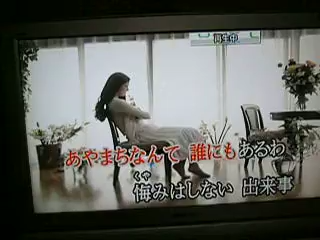 再生中
あやまちなんて 誰にもあるわ
くや
悔みはしない 出来事